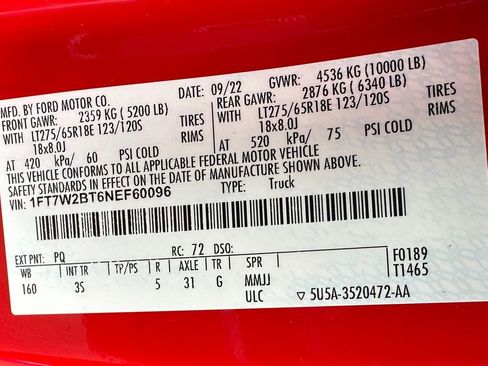 MFD. BY FORD MOTOR CO.
DATE: 09/22 GVWR: 4536 KG (10000 LB)
FRONT GAWR: 2359 KG (5200 LB) REAR GAWR: 2876 KG (6340 LB)
WITH LT275/65R18E 123/120S TIRES WITH LT275/65R18E 123/120S TIRES
18x8.0J RIMS 18x8.0J RIMS
AT 420 kPa/ 60 PSI COLD AT 520 kPa/ 75 PSI COLD
THIS VEHICLE CONFORMS TO ALL APPLICABLE FEDERAL MOTOR VEHICLE
SAFETY STANDARDS IN EFFECT ON THE DATE OF MANUFACTURE SHOWN ABOVE.
VIN: 1FT7W2BT6NEF60096 TYPE: Truck
EXT PNT: PQ RC: 72 DSO: F0189
WB INT TR TP/PS R AXLE TR SPR T1465
160 3S 5 31 G MMJJ
ULC ▽ 5U5A-3520472-AA